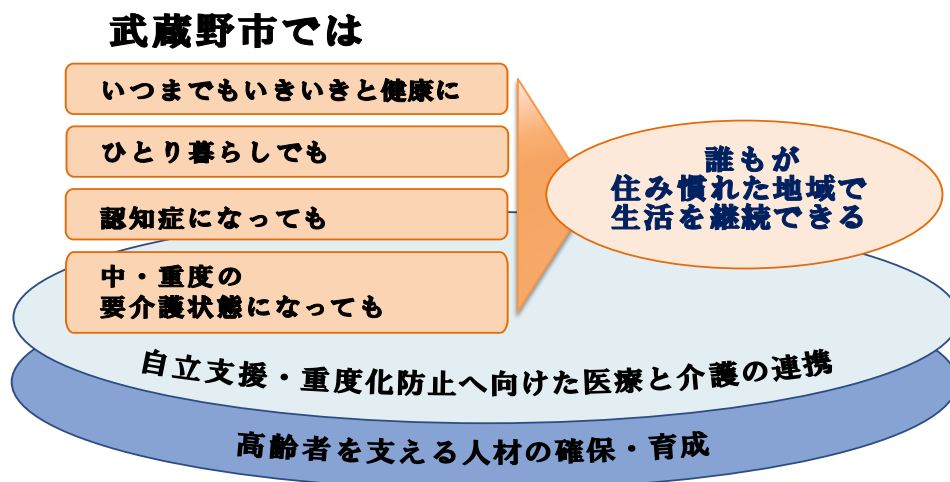 武蔵野市では
いつまでもいきいきと健康に
ひとり暮らしでも
認知症になっても
中・重度の
要介護状態になっても
誰もが
住み慣れた地域で
生活を継続できる
自立支援・重度化防止へ向けた医療と介護の連携
高齢者を支える人材の確保・育成